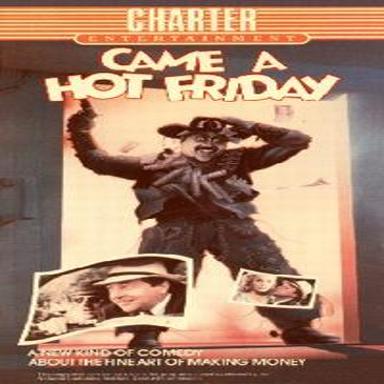 CHARTER
ENTERTAINMENT
CAME A
HOT FRIDAY
A NEW KIND OF COMEDY
ABOUT THE FINE ART OF MAKING MONEY